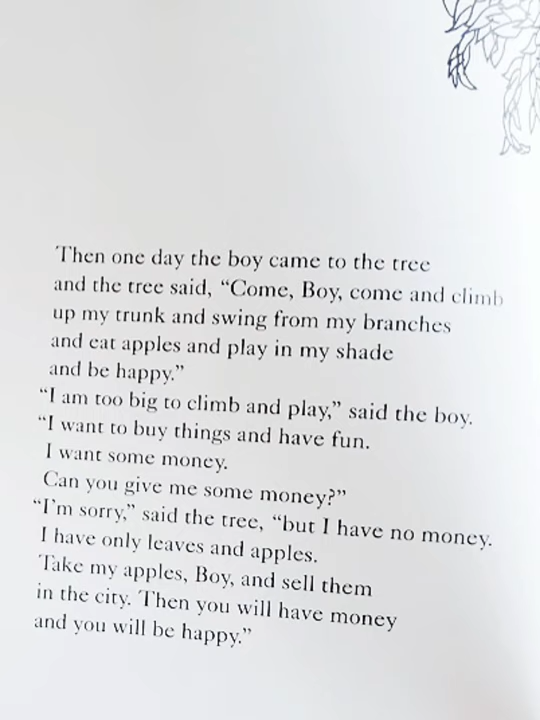 Then one day the boy came to the tree
and the tree said, “Come, Boy, come and climb
up my trunk and swing from my branches
and eat apples and play in my shade
and be happy.”
“I am too big to climb and play,” said the boy.
“I want to buy things and have fun.
I want some money.
Can you give me some money?”
“I’m sorry,” said the tree, “but I have no money.
I have only leaves and apples.
Take my apples, Boy, and sell them
in the city. Then you will have money
and you will be happy.”